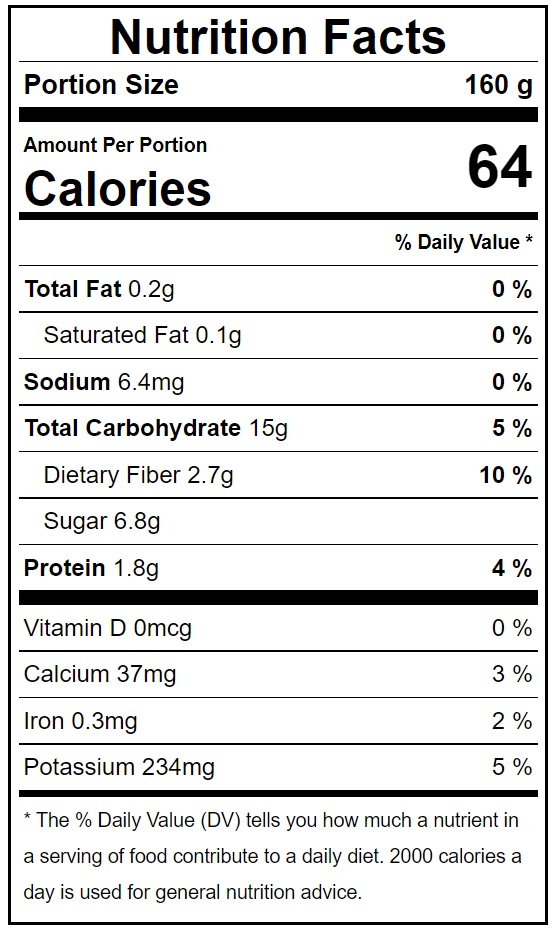 Nutrition Facts
Portion Size 160 g
Amount Per Portion
Calories 64
% Daily Value *
Total Fat 0.2g 0 %
Saturated Fat 0.1g 0 %
Sodium 6.4mg 0 %
Total Carbohydrate 15g 5 %
Dietary Fiber 2.7g 10 %
Sugar 6.8g
Protein 1.8g 4 %
Vitamin D 0mcg 0 %
Calcium 37mg 3 %
Iron 0.3mg 2 %
Potassium 234mg 5 %
* The % Daily Value (DV) tells you how much a nutrient in
a serving of food contribute to a daily diet. 2000 calories a
day is used for general nutrition advice.